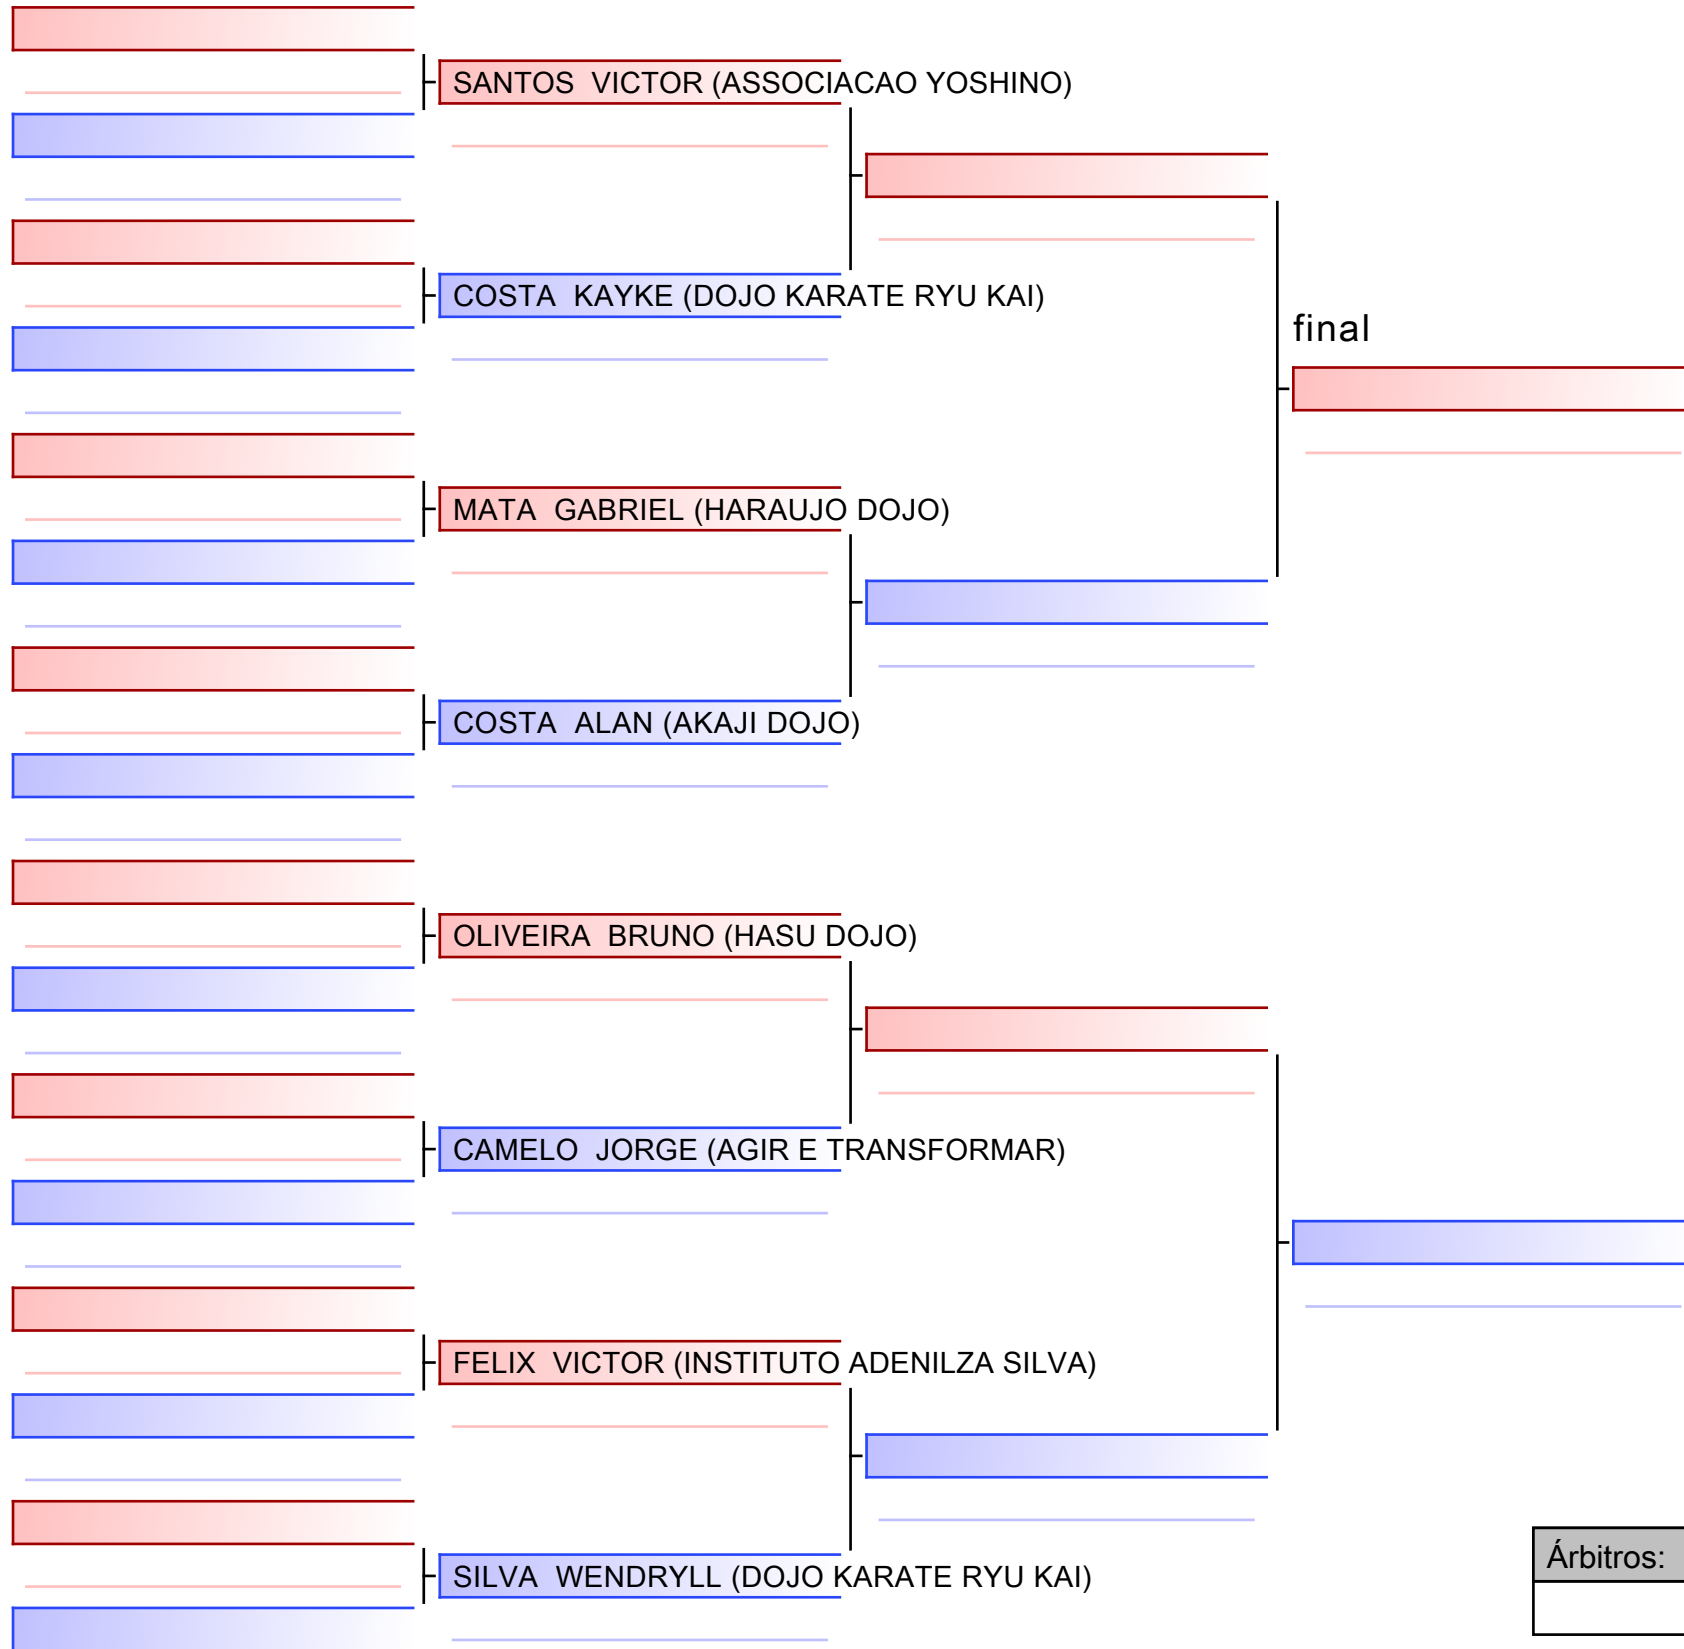 SANTOS  VICTOR (ASSOCIACAO YOSHINO)
COSTA  KAYKE (DOJO KARATE RYU KAI)
final
MATA  GABRIEL (HARAUJO DOJO)
COSTA  ALAN (AKAJI DOJO)
OLIVEIRA  BRUNO (HASU DOJO)
CAMELO  JORGE (AGIR E TRANSFORMAR)
FELIX  VICTOR (INSTITUTO ADENILZA SILVA)
Árbitros:
SILVA  WENDRYLL (DOJO KARATE RYU KAI)